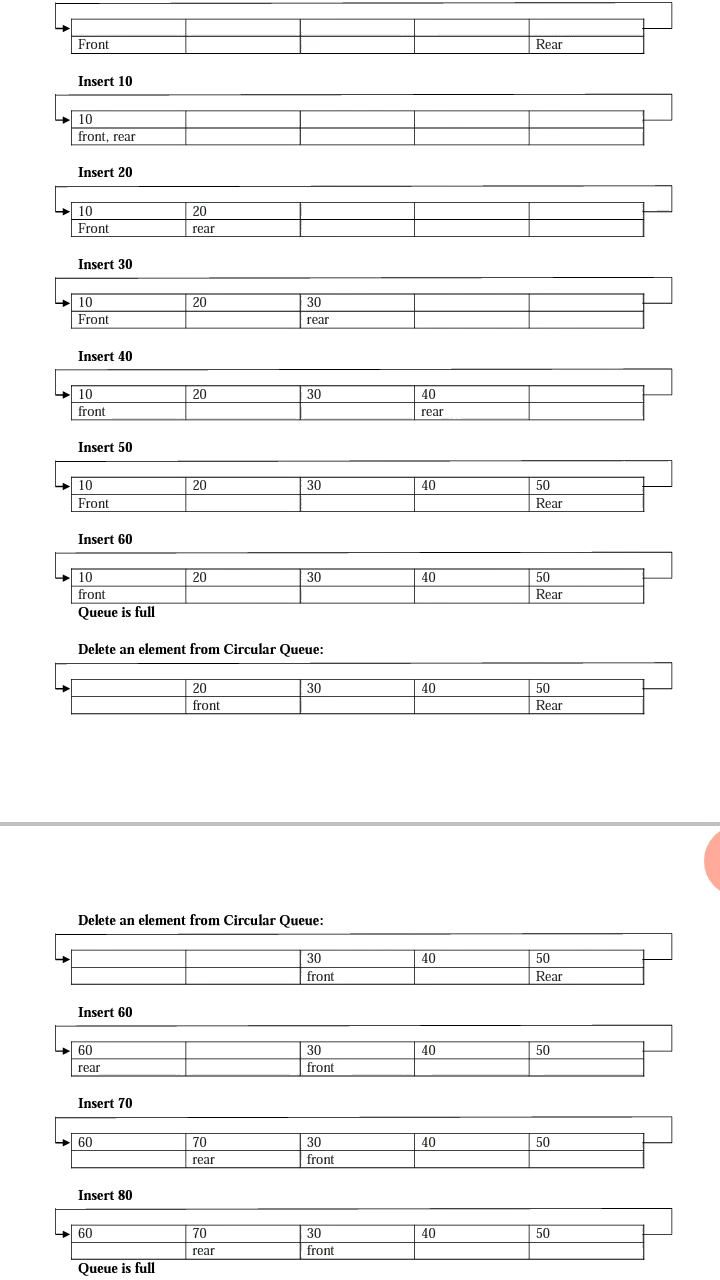 Front Rear
Insert 10
10
front, rear
Insert 20
10 20
Front rear
Insert 30
10 20 30
Front rear
Insert 40
10 20 30 40
front rear
Insert 50
10 20 30 40 50
Front Rear
Insert 60
10 20 30 40 50
front Rear
Queue is full
Delete an element from Circular Queue:
20 30 40 50
front Rear
Delete an element from Circular Queue:
30 40 50
front Rear
Insert 60
60 30 40 50
rear front
Insert 70
60 70 30 40 50
rear front
Insert 80
60 70 30 40 50
rear front
Queue is full